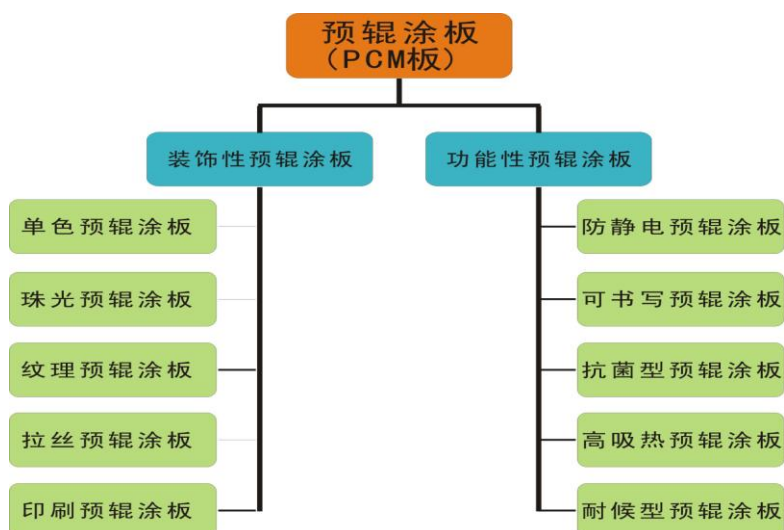 预辊涂板
（PCM板）
装饰性预辊涂板
功能性预辊涂板
单色预辊涂板
珠光预辊涂板
纹理预辊涂板
拉丝预辊涂板
印刷预辊涂板
防静电预辊涂板
可书写预辊涂板
抗菌型预辊涂板
高吸热预辊涂板
耐候型预辊涂板